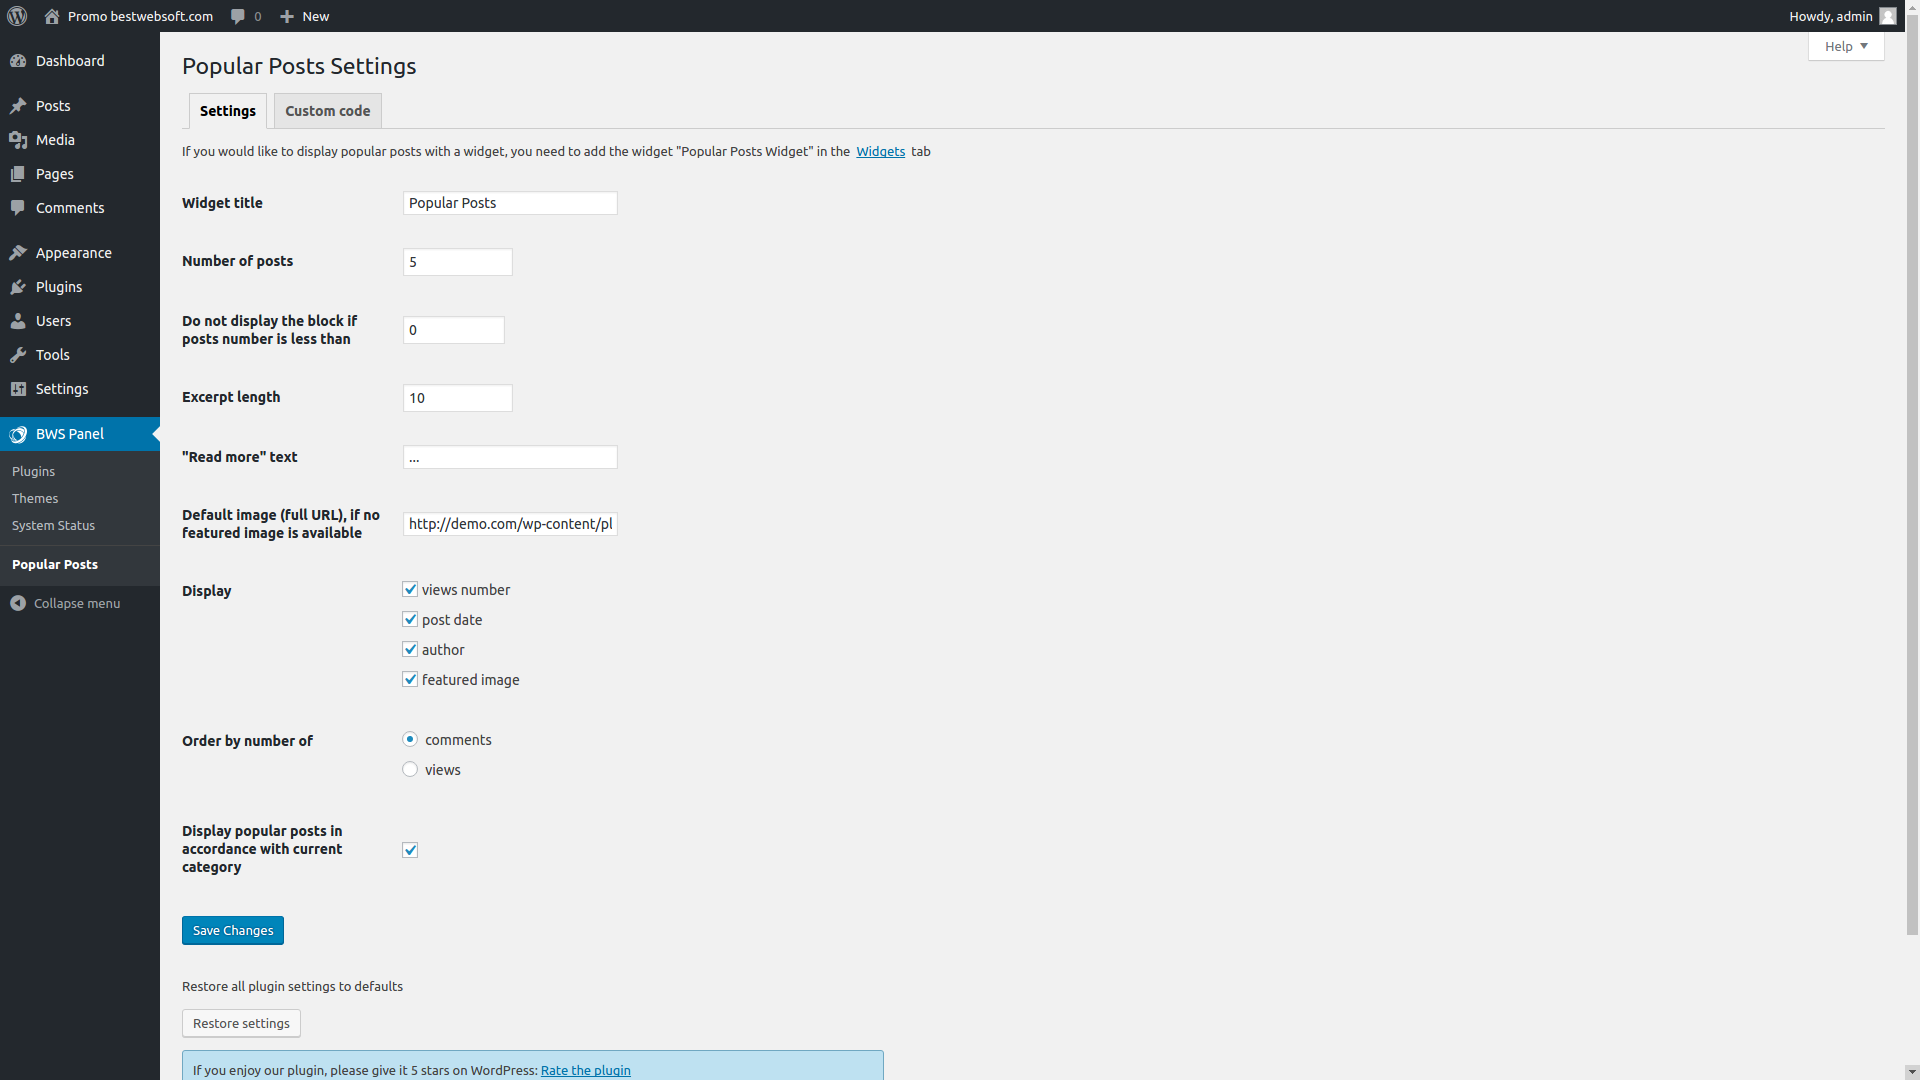 Promo bestwebsoft.com
0
New
Howdy, admin
Help
Dashboard
Posts
Media
Pages
Comments
Appearance
Plugins
Users
Tools
Settings
BWS Panel
Plugins
Themes
System Status
Popular Posts
Collapse menu
Popular Posts Settings
Settings
Custom code
If you would like to display popular posts with a widget, you need to add the widget "Popular Posts Widget" in the Widgets tab
Widget title
Popular Posts
Number of posts
5
Do not display the block if
posts number is less than
0
Excerpt length
10
"Read more" text
...
Default image (full URL), if no
featured image is available
http://demo.com/wp-content/pl
Display
views number
post date
author
featured image
Order by number of
comments
views
Display popular posts in
accordance with current
category
Save Changes
Restore all plugin settings to defaults
Restore settings
If you enjoy our plugin, please give it 5 stars on WordPress: Rate the plugin